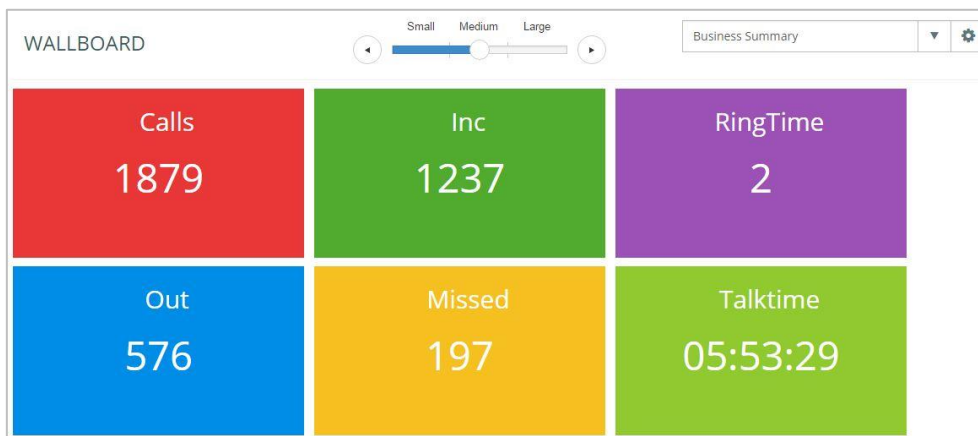 WALLBOARD
Small Medium Large
Business Summary
Calls
1879
Inc
1237
RingTime
2
Out
576
Missed
197
Talktime
05:53:29